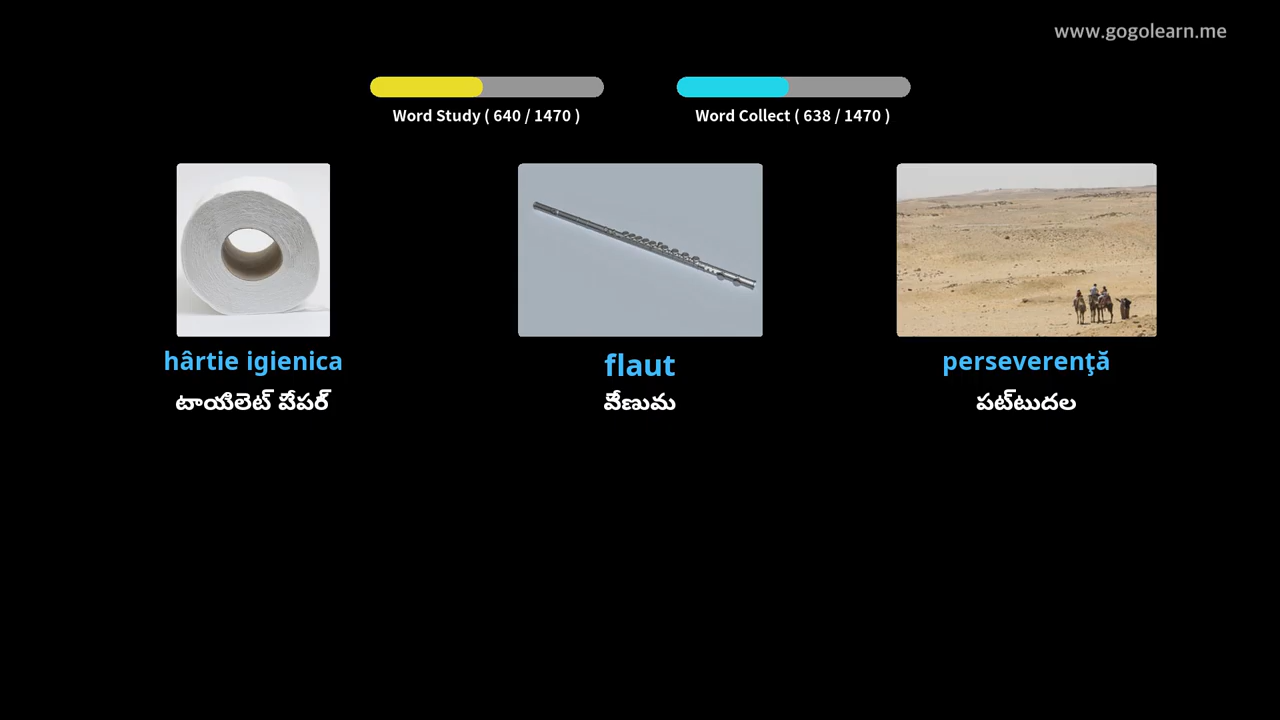 www.gogolearn.me
Word Study ( 640 / 1470 )
Word Collect ( 638 / 1470 )
hârtie igienica
flaut
perseverenţă
టాయిలెట్ పేపర్
వేణువు
పట్టుదల